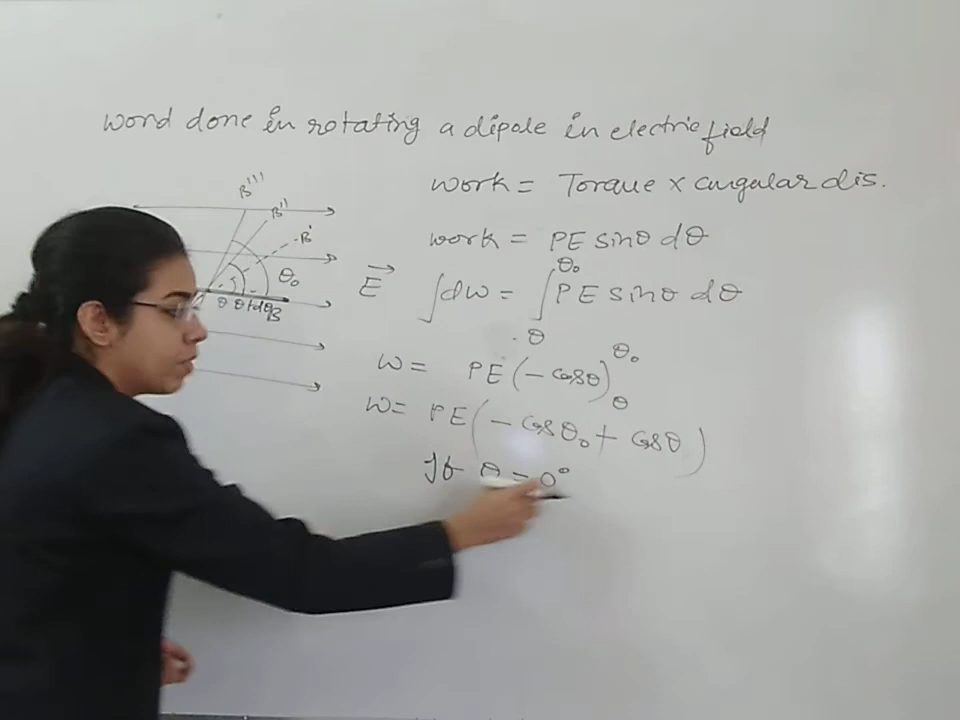 word done in rotating a dipole in electric field
work = Torque × angular dis.
work = PE sinθ dθ
B'''
B''
B'
θ₀
θ θ+dθ B
E⃗
∫dw = ∫ PE sinθ dθ
θ₀
θ
w = PE (-cosθ)
θ₀
θ
w = PE (-cosθ₀ + cosθ)
If θ = 0°